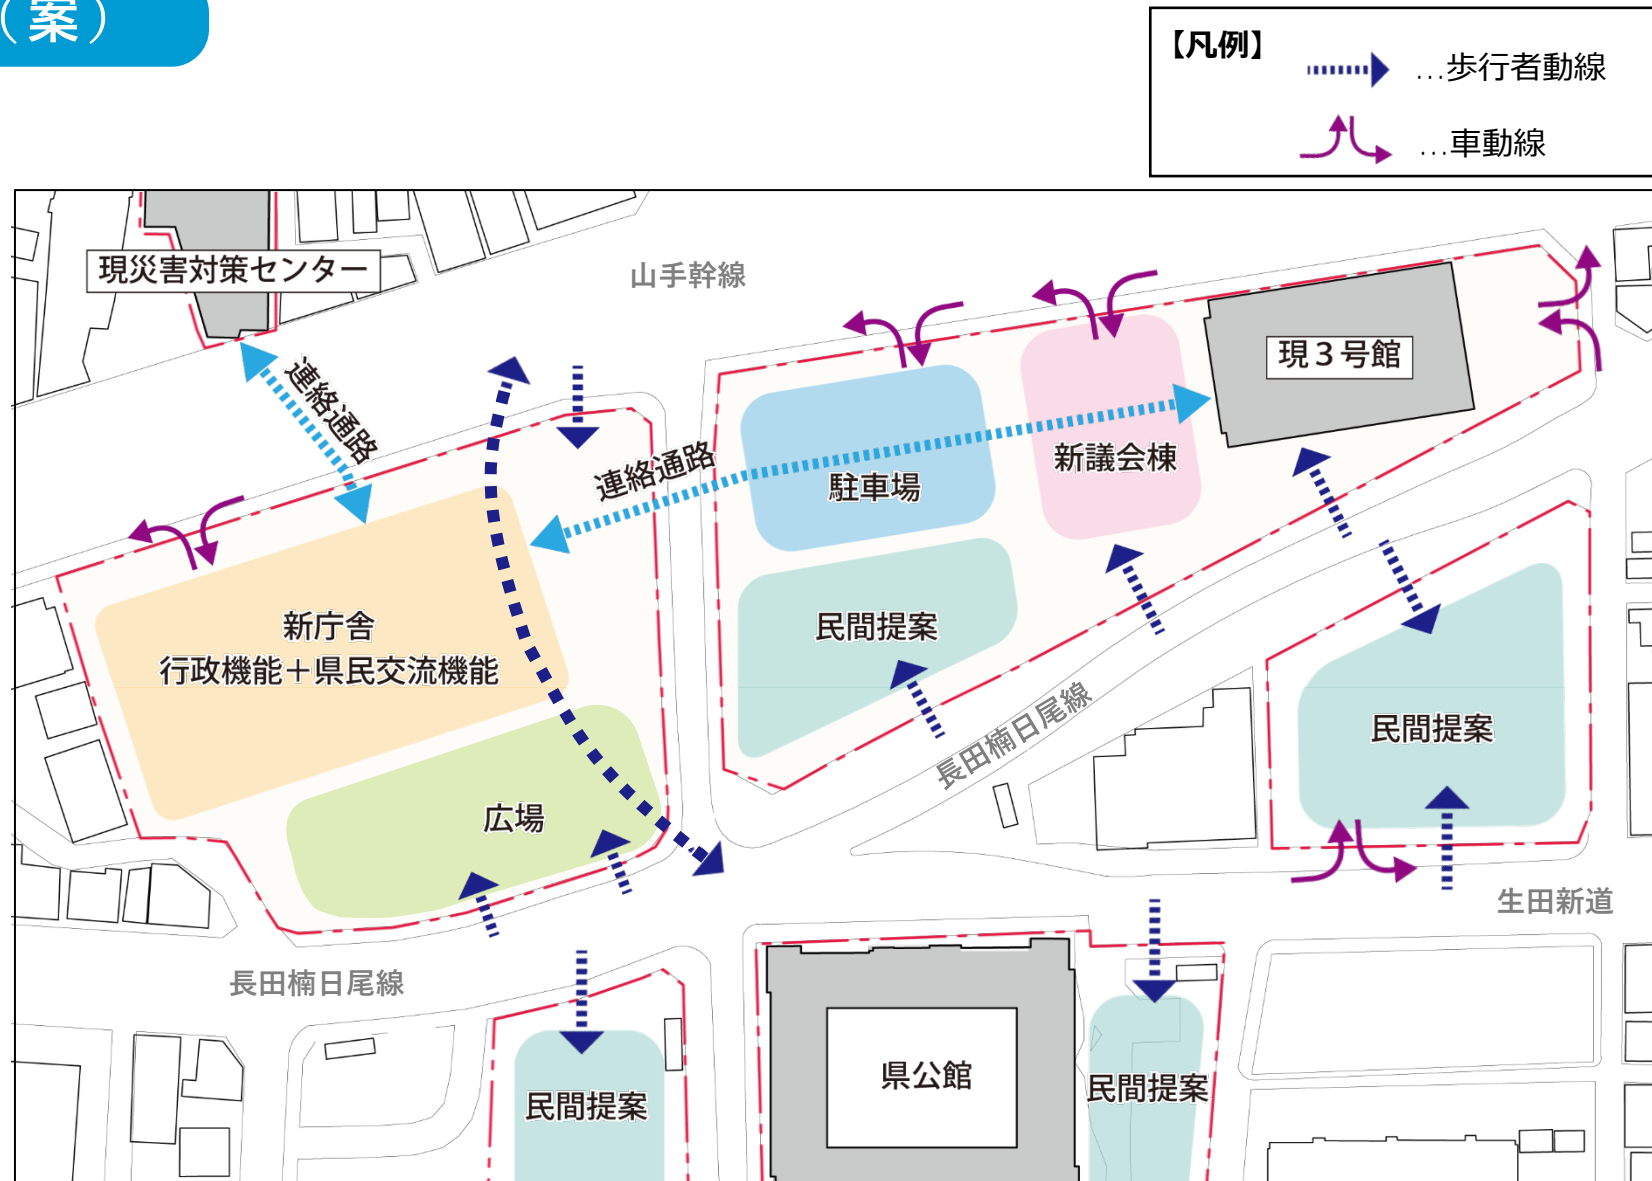 （案）
【凡例】
…歩行者動線
…車動線
現災害対策センター
山手幹線
連絡通路
現３号館
連絡通路
新議会棟
駐車場
新庁舎
行政機能＋県民交流機能
民間提案
長田楠日尾線
民間提案
広場
生田新道
長田楠日尾線
県公館
民間提案
民間提案